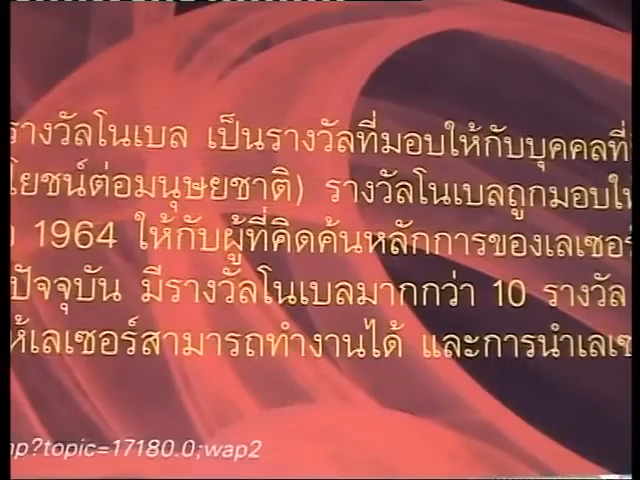 รางวัลโนเบล เป็นรางวัลที่มอบให้กับบุคคลที่
โยชน์ต่อมนุษยชาติ) รางวัลโนเบลถูกมอบให้
1964 ให้กับผู้ที่คิดค้นหลักการของเลเซอร์
ปัจจุบัน มีรางวัลโนเบลมากกว่า 10 รางวัล
ห้เลเซอร์สามารถทำงานได้ และการนำเลเซ
np?topic=17180.0;wap2